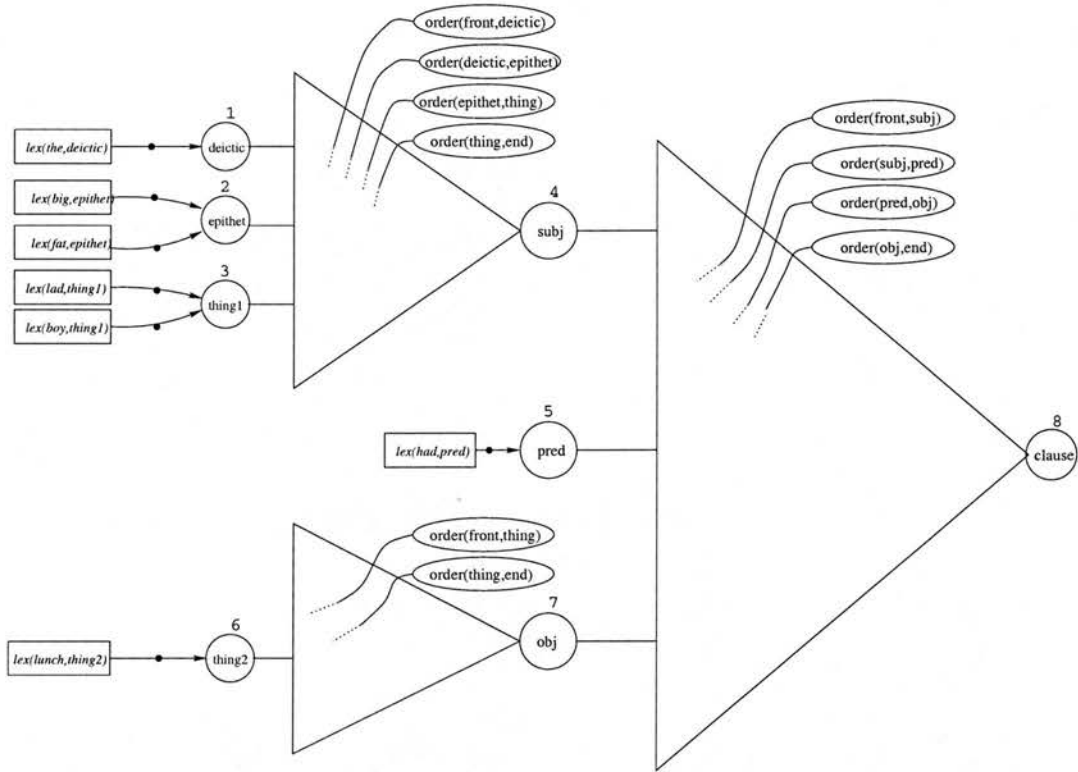 order(front,deictic)
order(deictic,epithet)
order(epithet,thing)
order(thing,end)
1
lex(the,deictic)
deictic
2
lex(big,epithet)
epithet
lex(fat,epithet)
3
lex(lad,thing1)
thing1
lex(boy,thing1)
4
subj
order(front,subj)
order(subj,pred)
order(pred,obj)
order(obj,end)
5
lex(had,pred)
pred
8
clause
order(front,thing)
order(thing,end)
6
lex(lunch,thing2)
thing2
7
obj